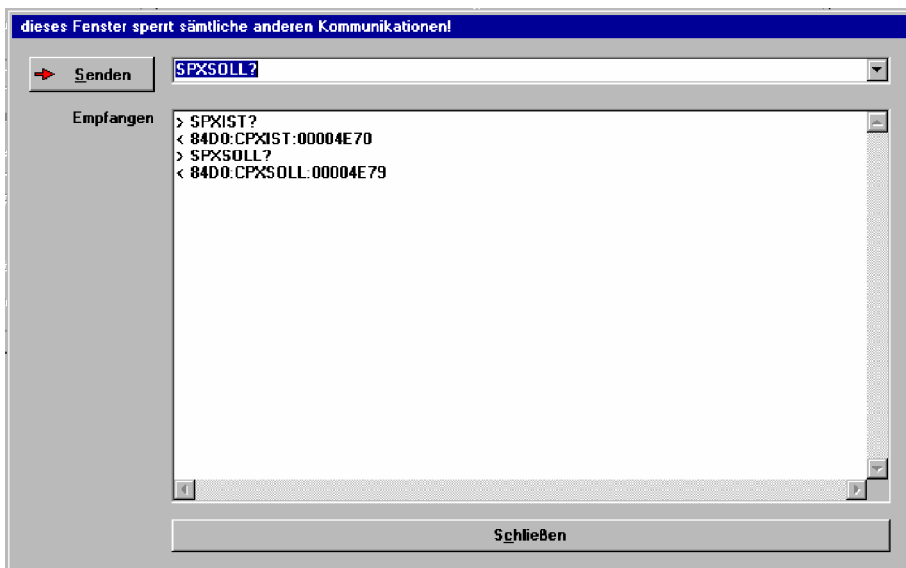 dieses Fenster sperrt sämtliche anderen Kommunikationen!
Senden
SPXSOLL?
Empfangen
> SPXIST?
< 84D0:CPXIST:00004E70
> SPXSOLL?
< 84D0:CPXSOLL:00004E79
Schließen